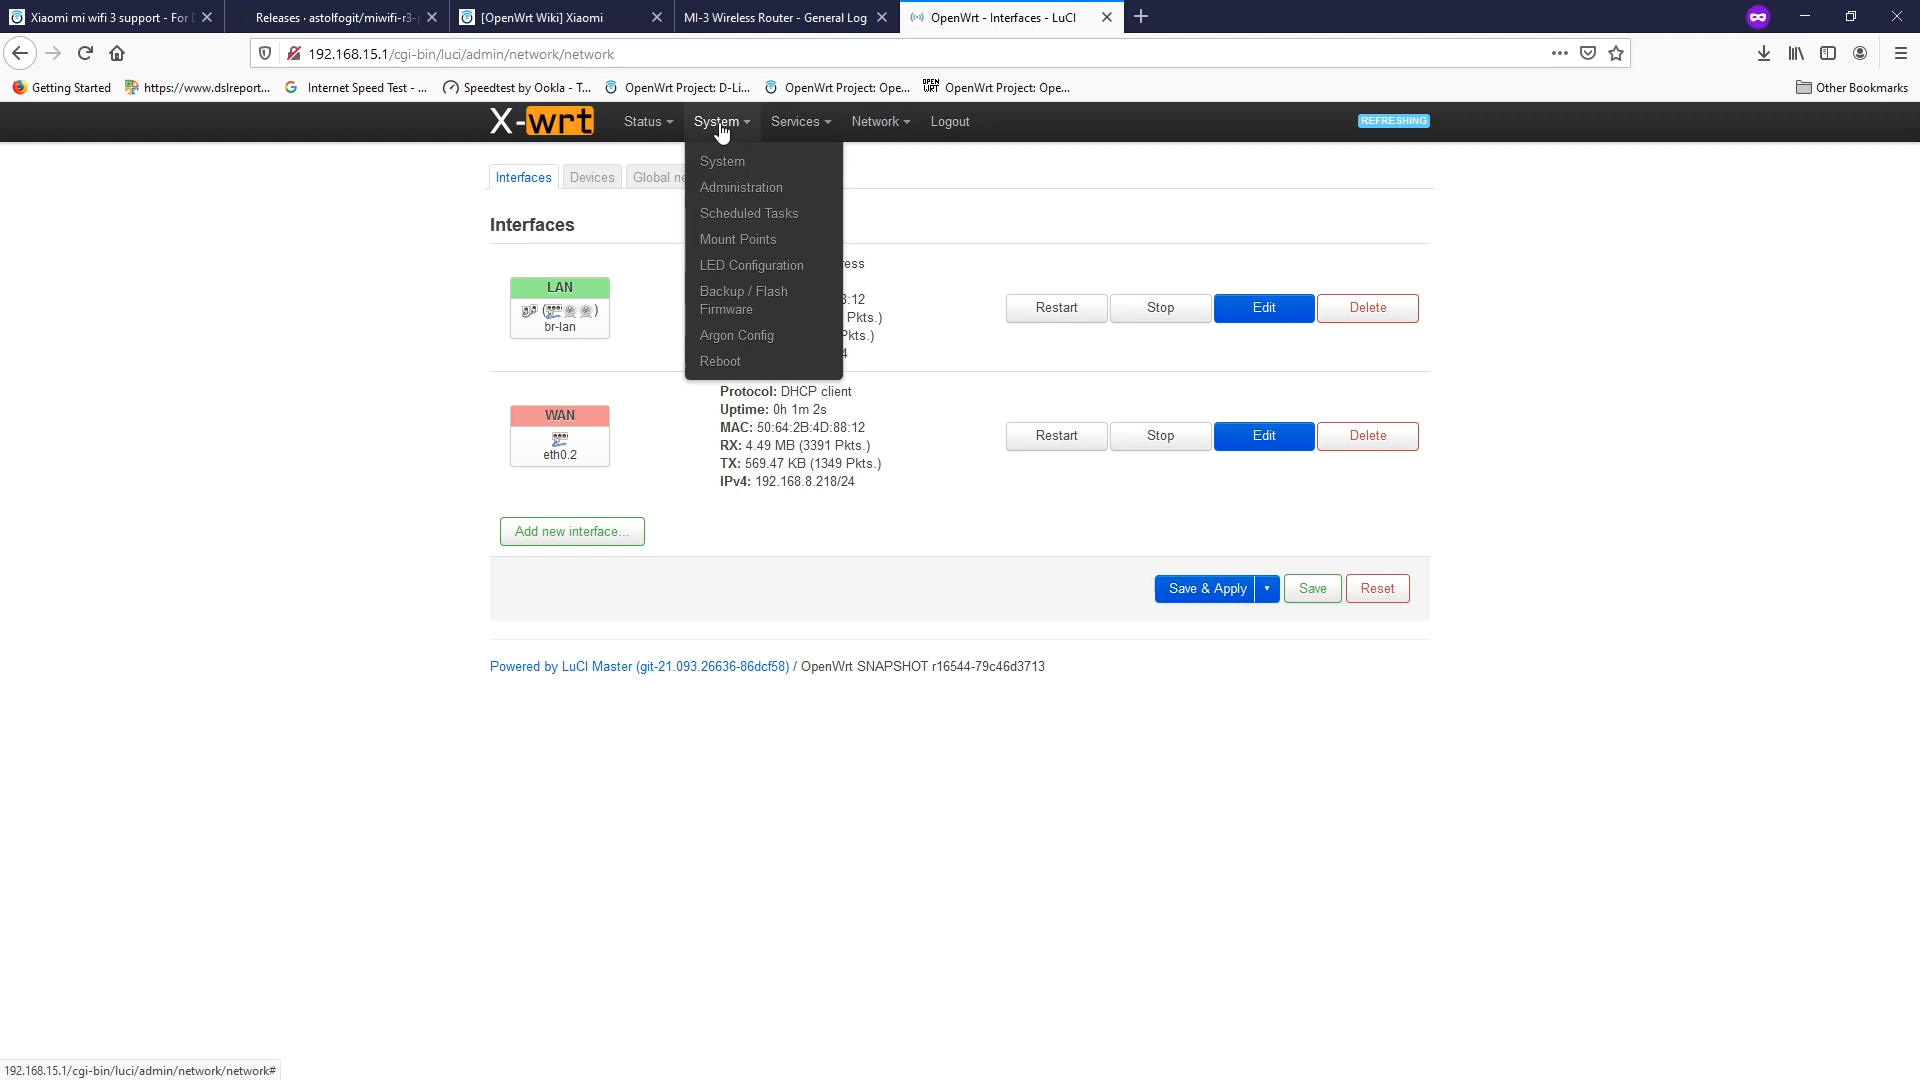 Xiaomi mi wifi 3 support - For D
Releases · astolfogit/miwifi-r3-
[OpenWrt Wiki] Xiaomi
MI-3 Wireless Router - General Log
OpenWrt - Interfaces - LuCI
192.168.15.1/cgi-bin/luci/admin/network/network
Getting Started
https://www.dslreport...
Internet Speed Test - ...
Speedtest by Ookla - T...
OpenWrt Project: D-Li...
OpenWrt Project: Ope...
OpenWrt Project: Ope...
Other Bookmarks
X-wrt
Status
System
Services
Network
Logout
REFRESHING
System
Administration
Scheduled Tasks
Mount Points
LED Configuration
Backup / Flash
Firmware
Argon Config
Reboot
Interfaces
Devices
Global ne
Interfaces
LAN
br-lan
ress
3:12
Pkts.)
Pkts.)
4
Restart
Stop
Edit
Delete
WAN
eth0.2
Protocol: DHCP client
Uptime: 0h 1m 2s
MAC: 50:64:2B:4D:88:12
RX: 4.49 MB (3391 Pkts.)
TX: 569.47 KB (1349 Pkts.)
IPv4: 192.168.8.218/24
Restart
Stop
Edit
Delete
Add new interface...
Save & Apply
Save
Reset
Powered by LuCI Master (git-21.093.26636-86dcf58) / OpenWrt SNAPSHOT r16544-79c46d3713
192.168.15.1/cgi-bin/luci/admin/network/network#